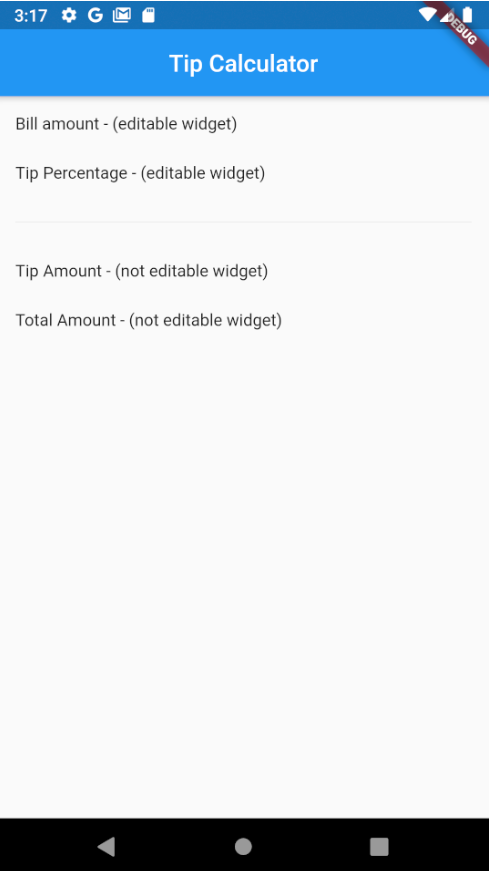 3:17
DEBUG
Tip Calculator
Bill amount - (editable widget)
Tip Percentage - (editable widget)
Tip Amount - (not editable widget)
Total Amount - (not editable widget)